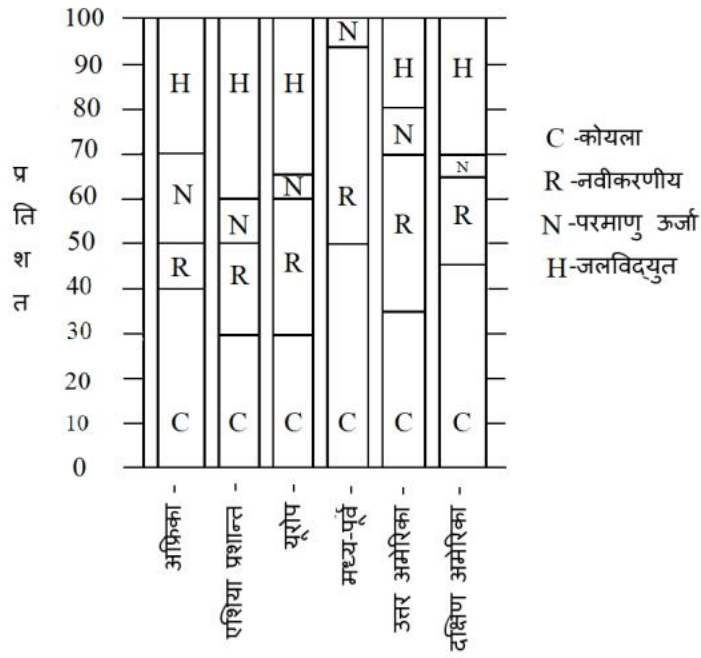 100
90
80
70
60
50
40
30
20
10
0
प्र
ति
श
त
H
N
R
C
H
N
R
C
H
N
R
C
N
R
C
H
N
R
C
H
N
R
C
अफ्रिका -
एशिया प्रशान्त -
यूरोप -
मध्य-पूर्व -
उत्तर अमेरिका -
दक्षिण अमेरिका -
C -कोयला
R -नवीकरणीय
N -परमाणु ऊर्जा
H-जलविद्युत